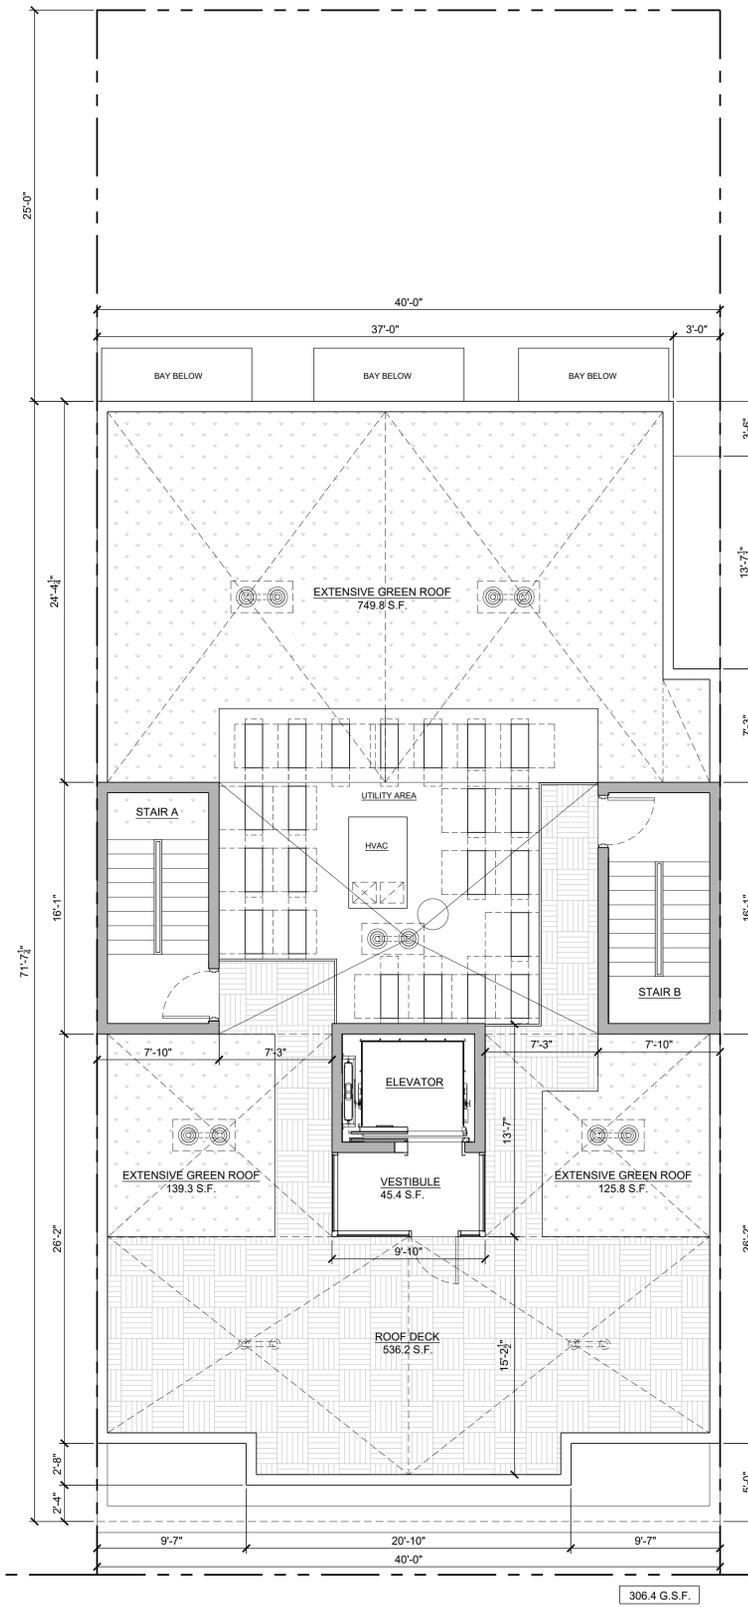 25'-0"
40'-0"
37'-0"
3'-0"
BAY BELOW
BAY BELOW
BAY BELOW
3'-6"
24'-4¼"
13'-7½"
EXTENSIVE GREEN ROOF
749.8 S.F.
7'-3"
UTILITY AREA
STAIR A
HVAC
16'-1"
16'-1"
71'-7¼"
STAIR B
7'-10"
7'-3"
7'-3"
7'-10"
ELEVATOR
13'-7"
EXTENSIVE GREEN ROOF
139.3 S.F.
VESTIBULE
45.4 S.F.
EXTENSIVE GREEN ROOF
125.8 S.F.
26'-2"
26'-2"
9'-10"
ROOF DECK
536.2 S.F.
15'-2½"
2'-8"
2'-4"
5'-0"
9'-7"
20'-10"
9'-7"
40'-0"
306.4 G.S.F.